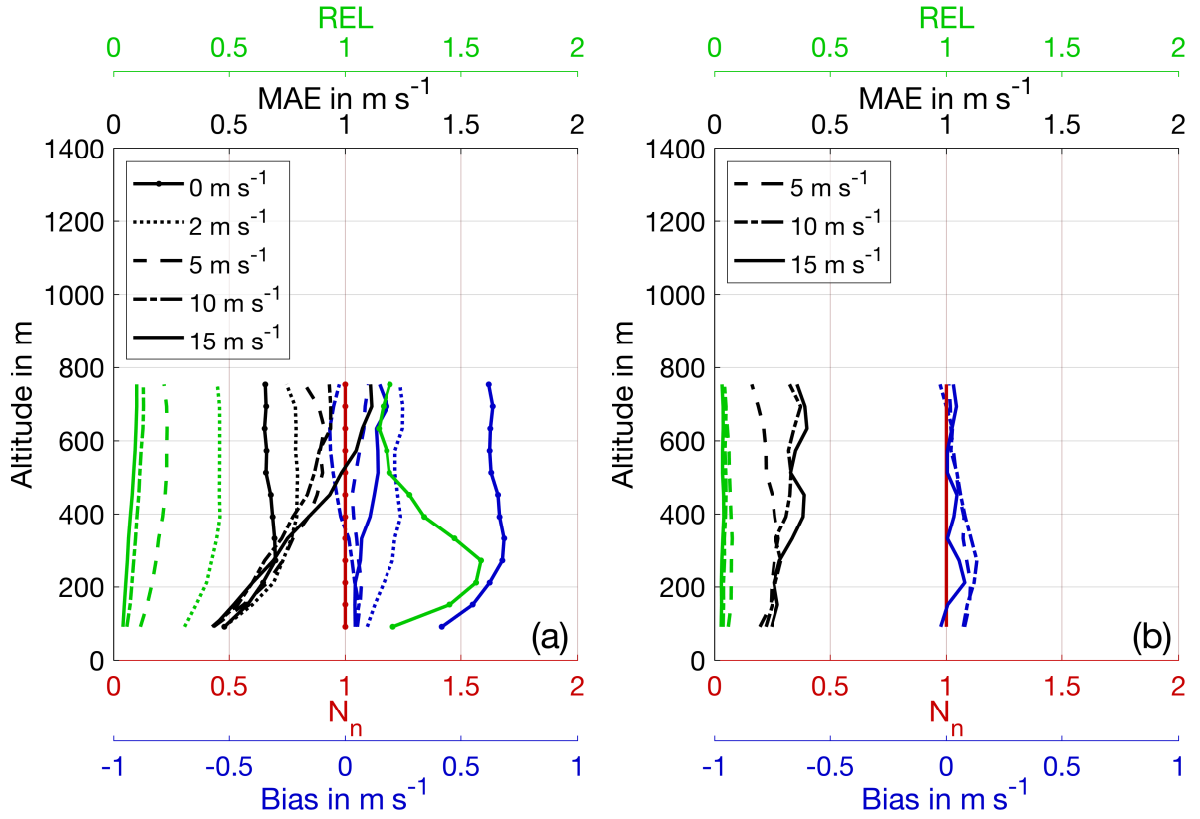 REL
0 0.5 1 1.5 2
MAE in m s⁻¹
0 0.5 1 1.5 2
1400
1200
1000
800
600
400
200
0
Altitude in m
0 m s⁻¹
2 m s⁻¹
5 m s⁻¹
10 m s⁻¹
15 m s⁻¹
(a)
0 0.5 1 1.5 2
Nₙ
-1 -0.5 0 0.5 1
Bias in m s⁻¹
REL
0 0.5 1 1.5 2
MAE in m s⁻¹
0 0.5 1 1.5 2
1400
1200
1000
800
600
400
200
0
Altitude in m
5 m s⁻¹
10 m s⁻¹
15 m s⁻¹
(b)
0 0.5 1 1.5 2
Nₙ
-1 -0.5 0 0.5 1
Bias in m s⁻¹